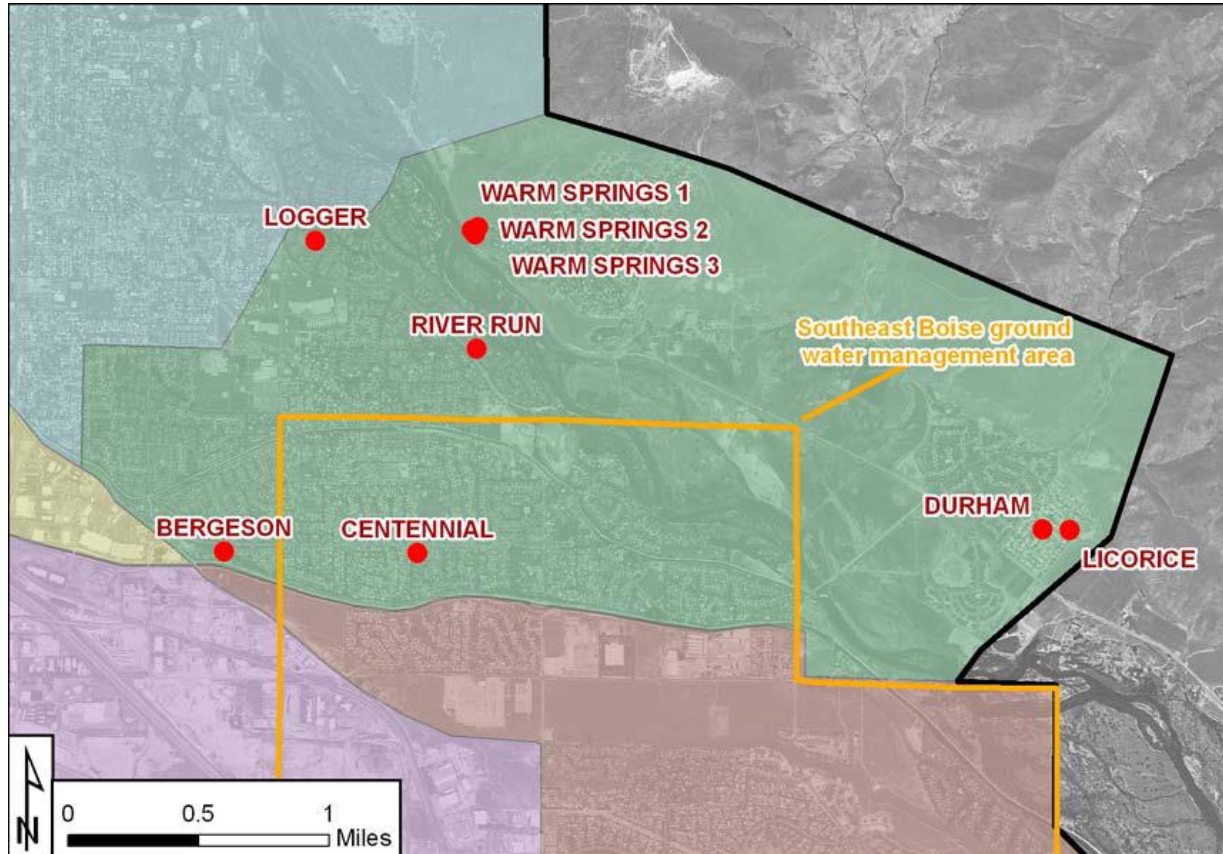 WARM SPRINGS 1
LOGGER
WARM SPRINGS 2
WARM SPRINGS 3
RIVER RUN
Southeast Boise ground
water management area
DURHAM
BERGESON
CENTENNIAL
LICORICE
N
0 0.5 1
Miles